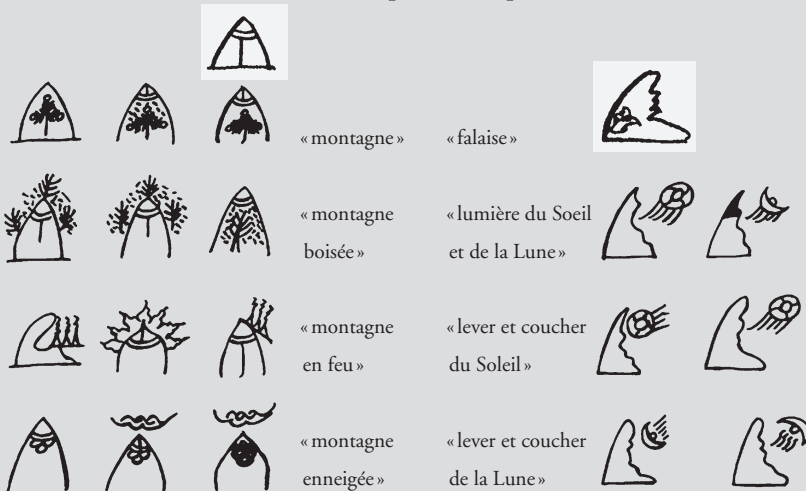 «montagne» «falaise»
«montagne «lumière du Soeil
boisée» et de la Lune»
«montagne «lever et coucher
en feu» du Soleil»
«montagne «lever et coucher
enneigée» de la Lune»